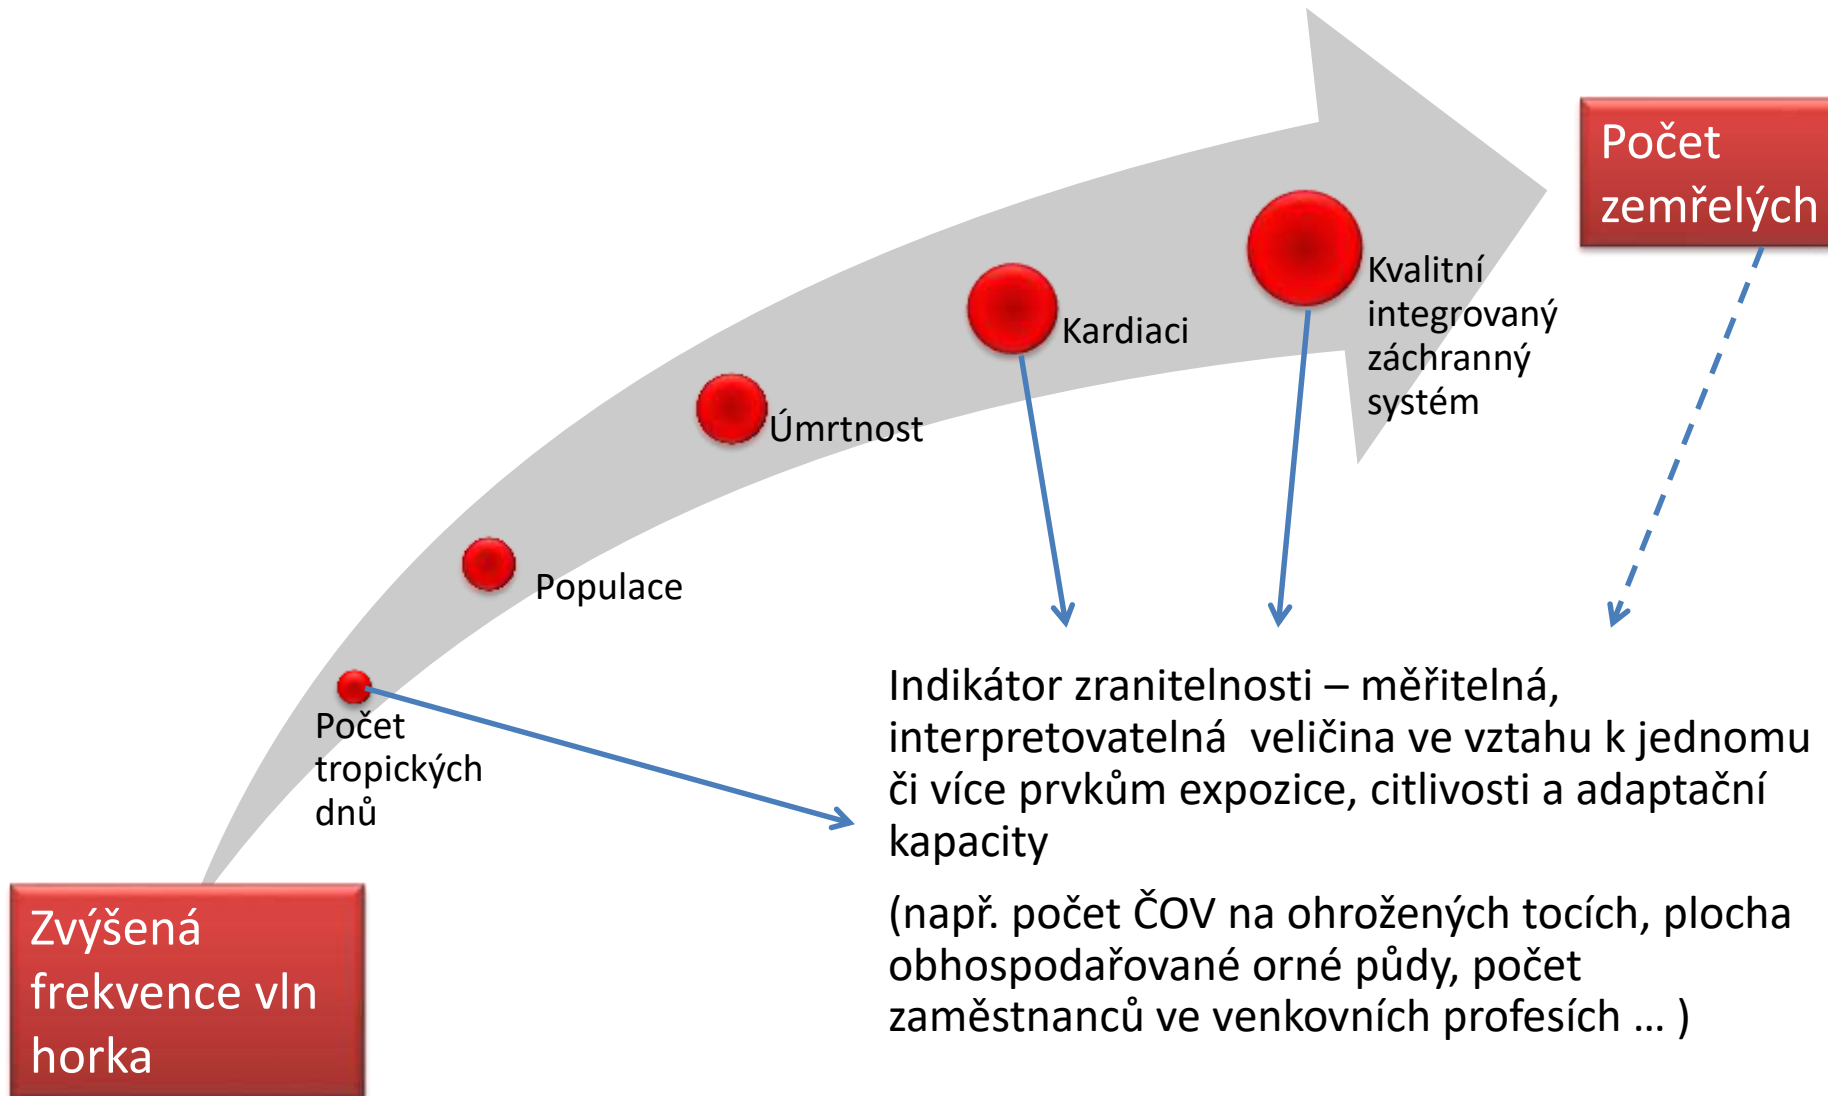 Počet
zemřelých
Kvalitní
integrovaný
záchranný
systém
Kardiaci
Úmrtnost
Populace
Počet
tropických
dnů
Zvýšená
frekvence vln
horka
Indikátor zranitelnosti – měřitelná,
interpretovatelná  veličina ve vztahu k jednomu
či více prvkům expozice, citlivosti a adaptační
kapacity
(např. počet ČOV na ohrožených tocích, plocha
obhospodařované orné půdy, počet
zaměstnanců ve venkovních profesích … )